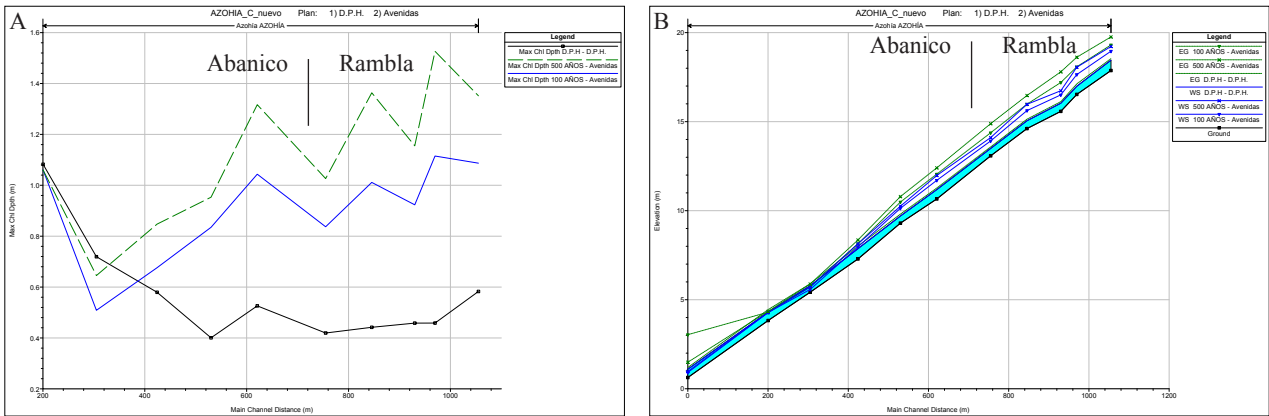 A
AZOHIA_C_nuevo Plan: 1) D.P.H. 2) Avenidas
Azohía AZOHÍA
Legend
Max Chl Dpth D.P.H - D.P.H.
Max Chl Dpth 500 AÑOS - Avenidas
Max Chl Dpth 100 AÑOS - Avenidas
Abanico
Rambla
Max Chl Dpth (m)
1.6
1.4
1.2
1.0
0.8
0.6
0.4
0.2
200 400 600 800 1000
Main Channel Distance (m)
B
AZOHIA_C_nuevo Plan: 1) D.P.H. 2) Avenidas
Azohía AZOHÍA
Legend
EG 100 AÑOS - Avenidas
EG 500 AÑOS - Avenidas
EG D.P.H - D.P.H.
WS D.P.H - D.P.H.
WS 500 AÑOS - Avenidas
WS 100 AÑOS - Avenidas
Ground
Abanico
Rambla
Elevation (m)
20
15
10
5
0
0 200 400 600 800 1000 1200
Main Channel Distance (m)